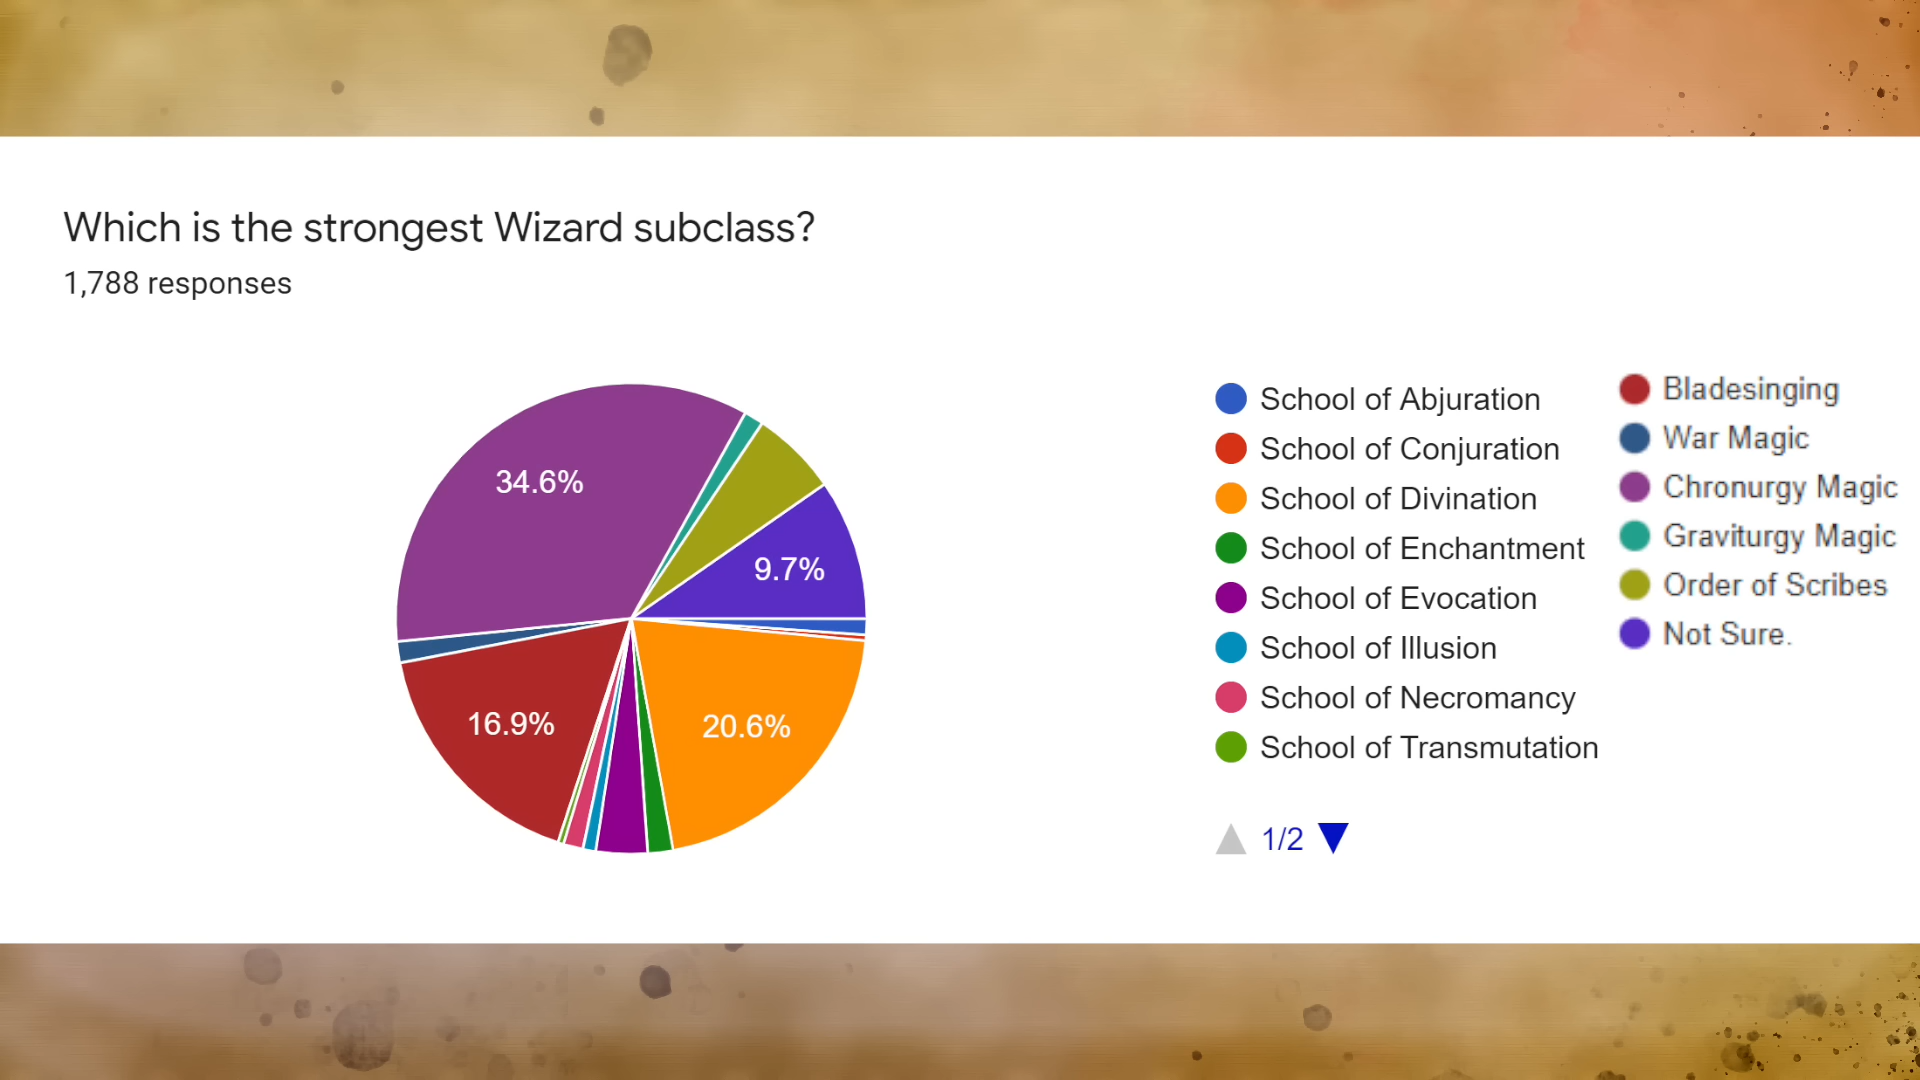 Which is the strongest Wizard subclass?
1,788 responses
34.6%
9.7%
16.9%
20.6%
School of Abjuration
School of Conjuration
School of Divination
School of Enchantment
School of Evocation
School of Illusion
School of Necromancy
School of Transmutation
1/2
Bladesinging
War Magic
Chronurgy Magic
Graviturgy Magic
Order of Scribes
Not Sure.